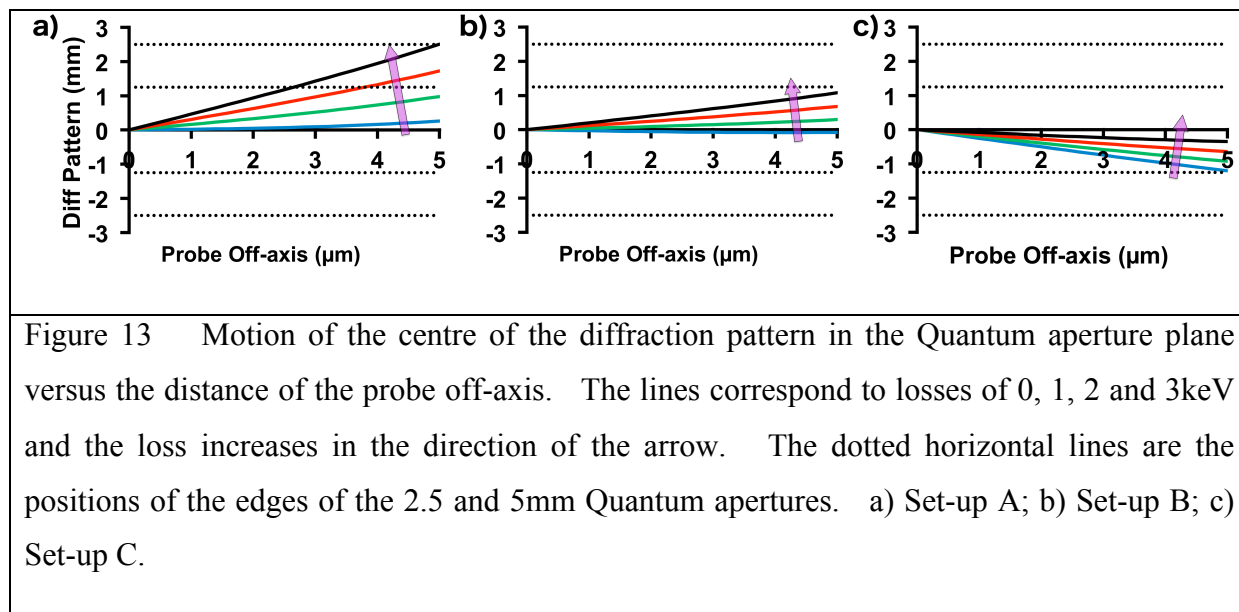 a) b) c)
Diff Pattern (mm)
3 3 3
2 2 2
1 1 1
0 0 0
0 1 2 3 4 5 0 1 2 3 4 5 0 1 2 3 4 5
-1 -1 -1
-2 -2 -2
-3 -3 -3
Probe Off-axis (µm) Probe Off-axis (µm) Probe Off-axis (µm)
Figure 13 Motion of the centre of the diffraction pattern in the Quantum aperture plane
versus the distance of the probe off-axis. The lines correspond to losses of 0, 1, 2 and 3keV
and the loss increases in the direction of the arrow. The dotted horizontal lines are the
positions of the edges of the 2.5 and 5mm Quantum apertures. a) Set-up A; b) Set-up B; c)
Set-up C.